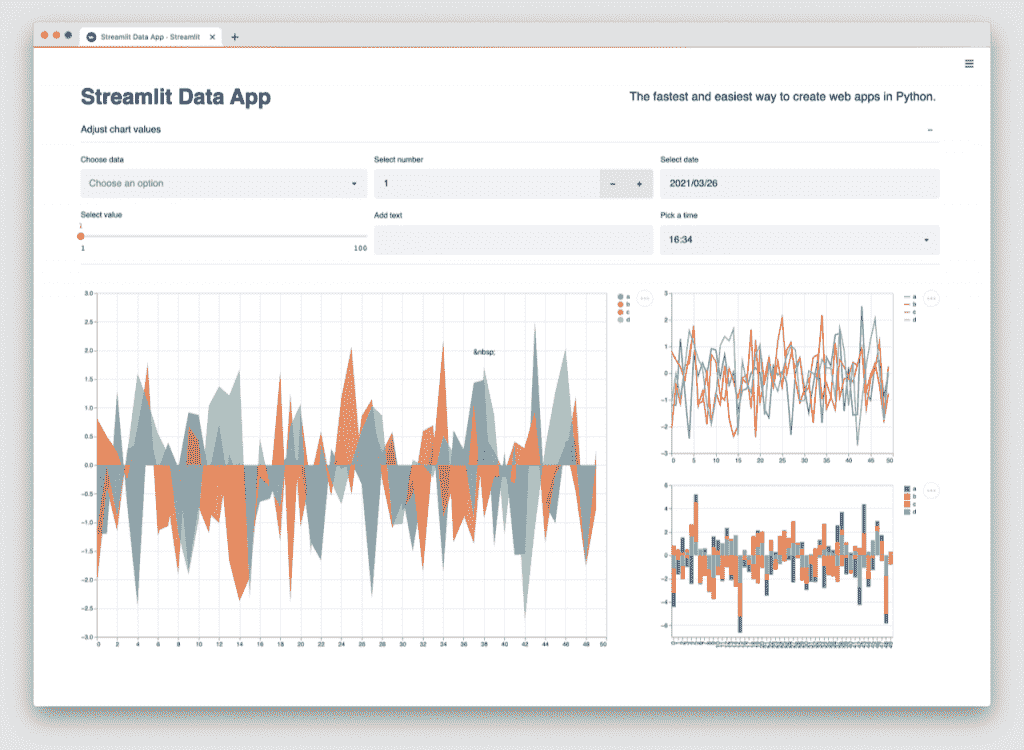 Streamlit Data App - Streamlit
Streamlit Data App
The fastest and easiest way to create web apps in Python.
Adjust chart values
Choose data
Select number
Select date
Choose an option
1
2021/03/26
Select value
Add text
Pick a time
1
1
100
16:34
3.0
2.5
2.0
1.5
1.0
0.5
0.0
−0.5
−1.0
−1.5
−2.0
−2.5
−3.0
0 2 4 6 8 10 12 14 16 18 20 22 24 26 28 30 32 34 36 38 40 42 44 46 48 50
&nbsp;
a
b
c
d
3
2
1
0
−1
−2
−3
0 5 10 15 20 25 30 35 40 45 50
a
b
c
d
6
4
2
0
−2
−4
−6
a
b
c
d